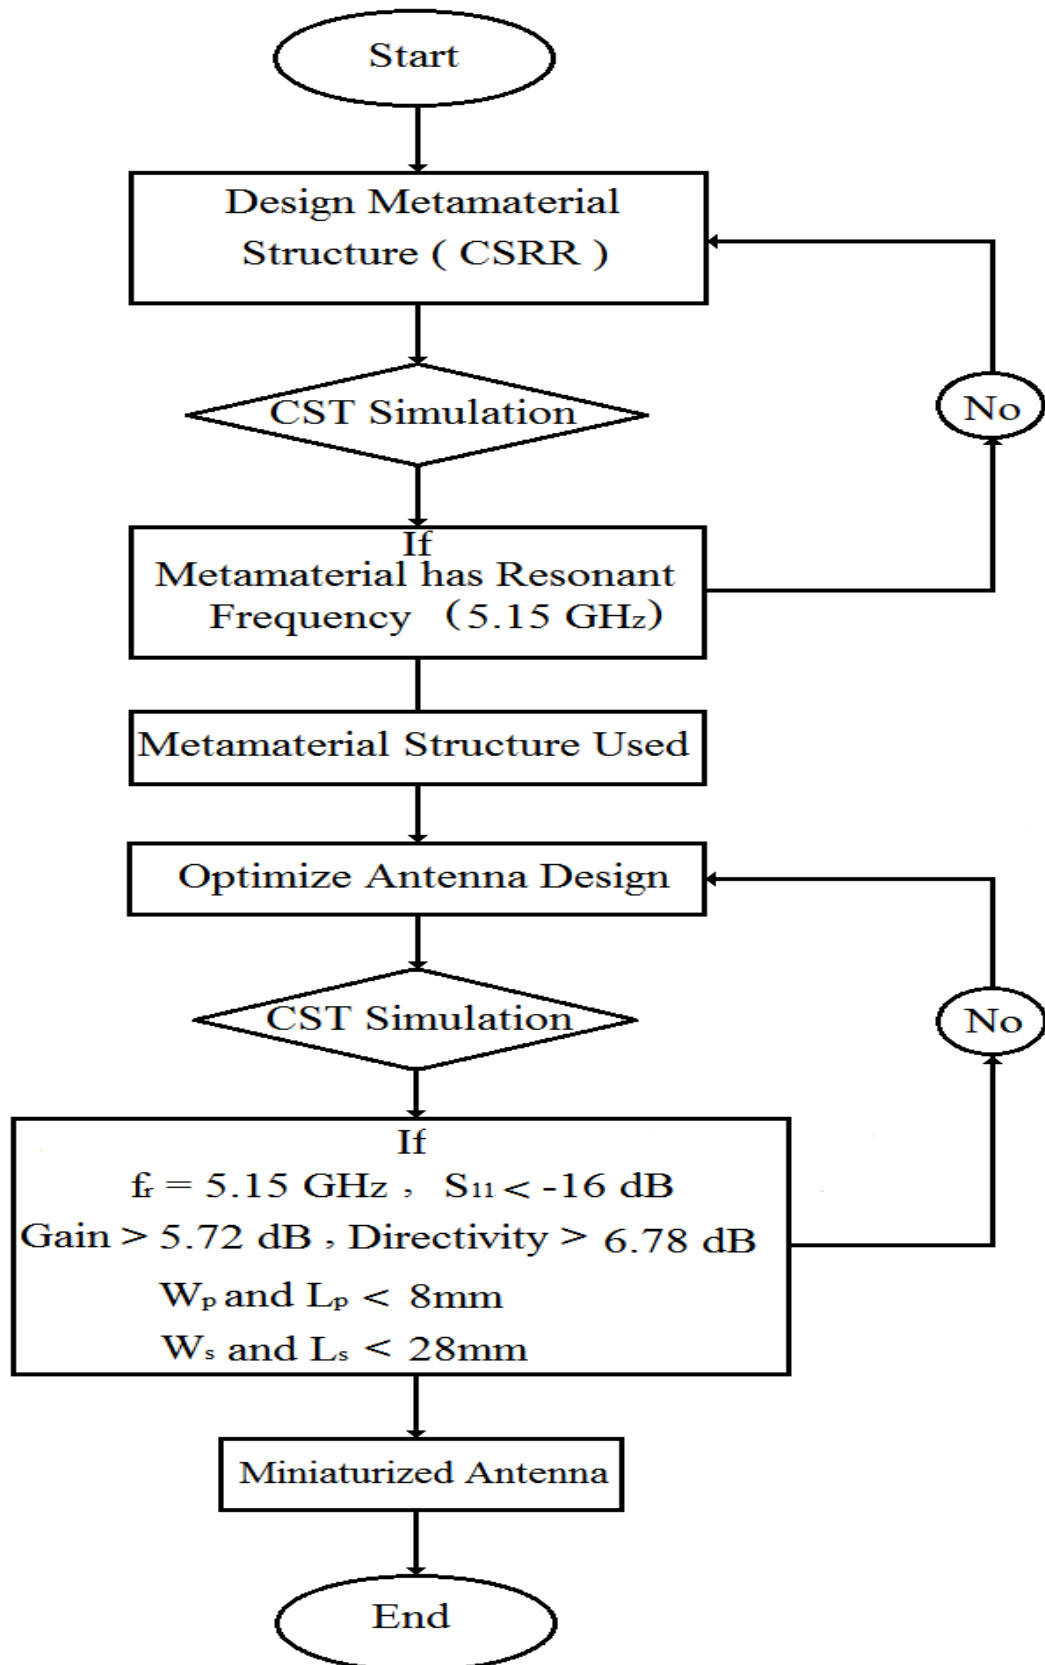 Start
Design Metamaterial
Structure ( CSRR )
CST Simulation
No
If
Metamaterial has Resonant
Frequency (5.15 GHz)
Metamaterial Structure Used
Optimize Antenna Design
CST Simulation
No
If
fr = 5.15 GHz , S11 < -16 dB
Gain > 5.72 dB , Directivity > 6.78 dB
Wp and Lp < 8mm
Ws and Ls < 28mm
Miniaturized Antenna
End